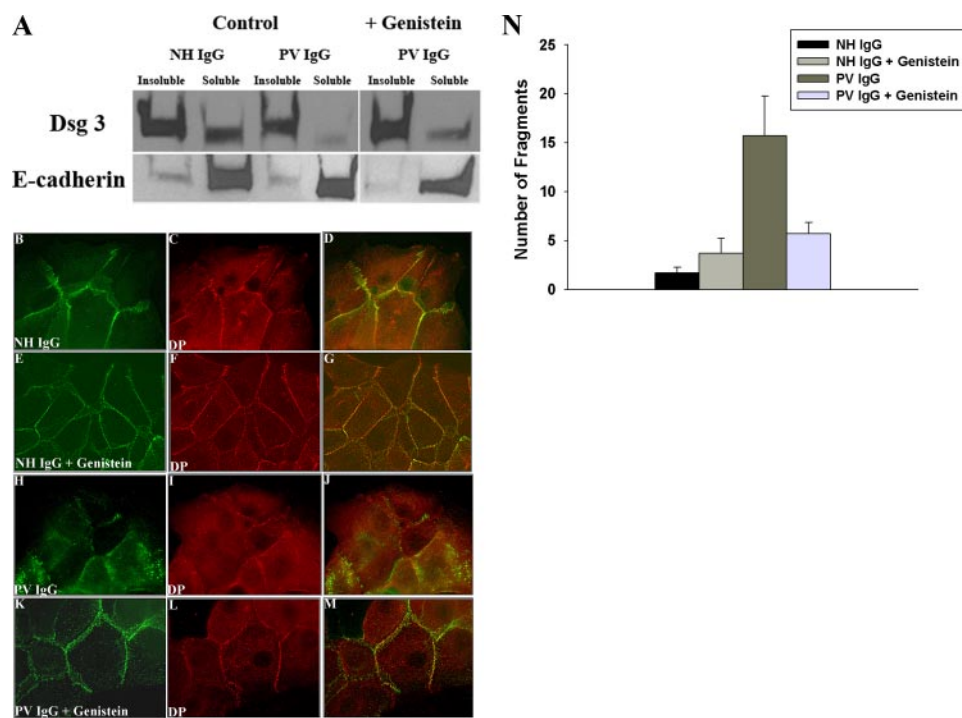 A
Control
+ Genistein
NH IgG
PV IgG
PV IgG
Insoluble
Soluble
Insoluble
Soluble
Insoluble
Soluble
Dsg 3
E-cadherin
B
NH IgG
C
DP
D
E
NH IgG + Genistein
F
DP
G
H
PV IgG
I
DP
J
K
PV IgG + Genistein
L
DP
M
N
Number of Fragments
25
20
15
10
5
0
NH IgG
NH IgG + Genistein
PV IgG
PV IgG + Genistein